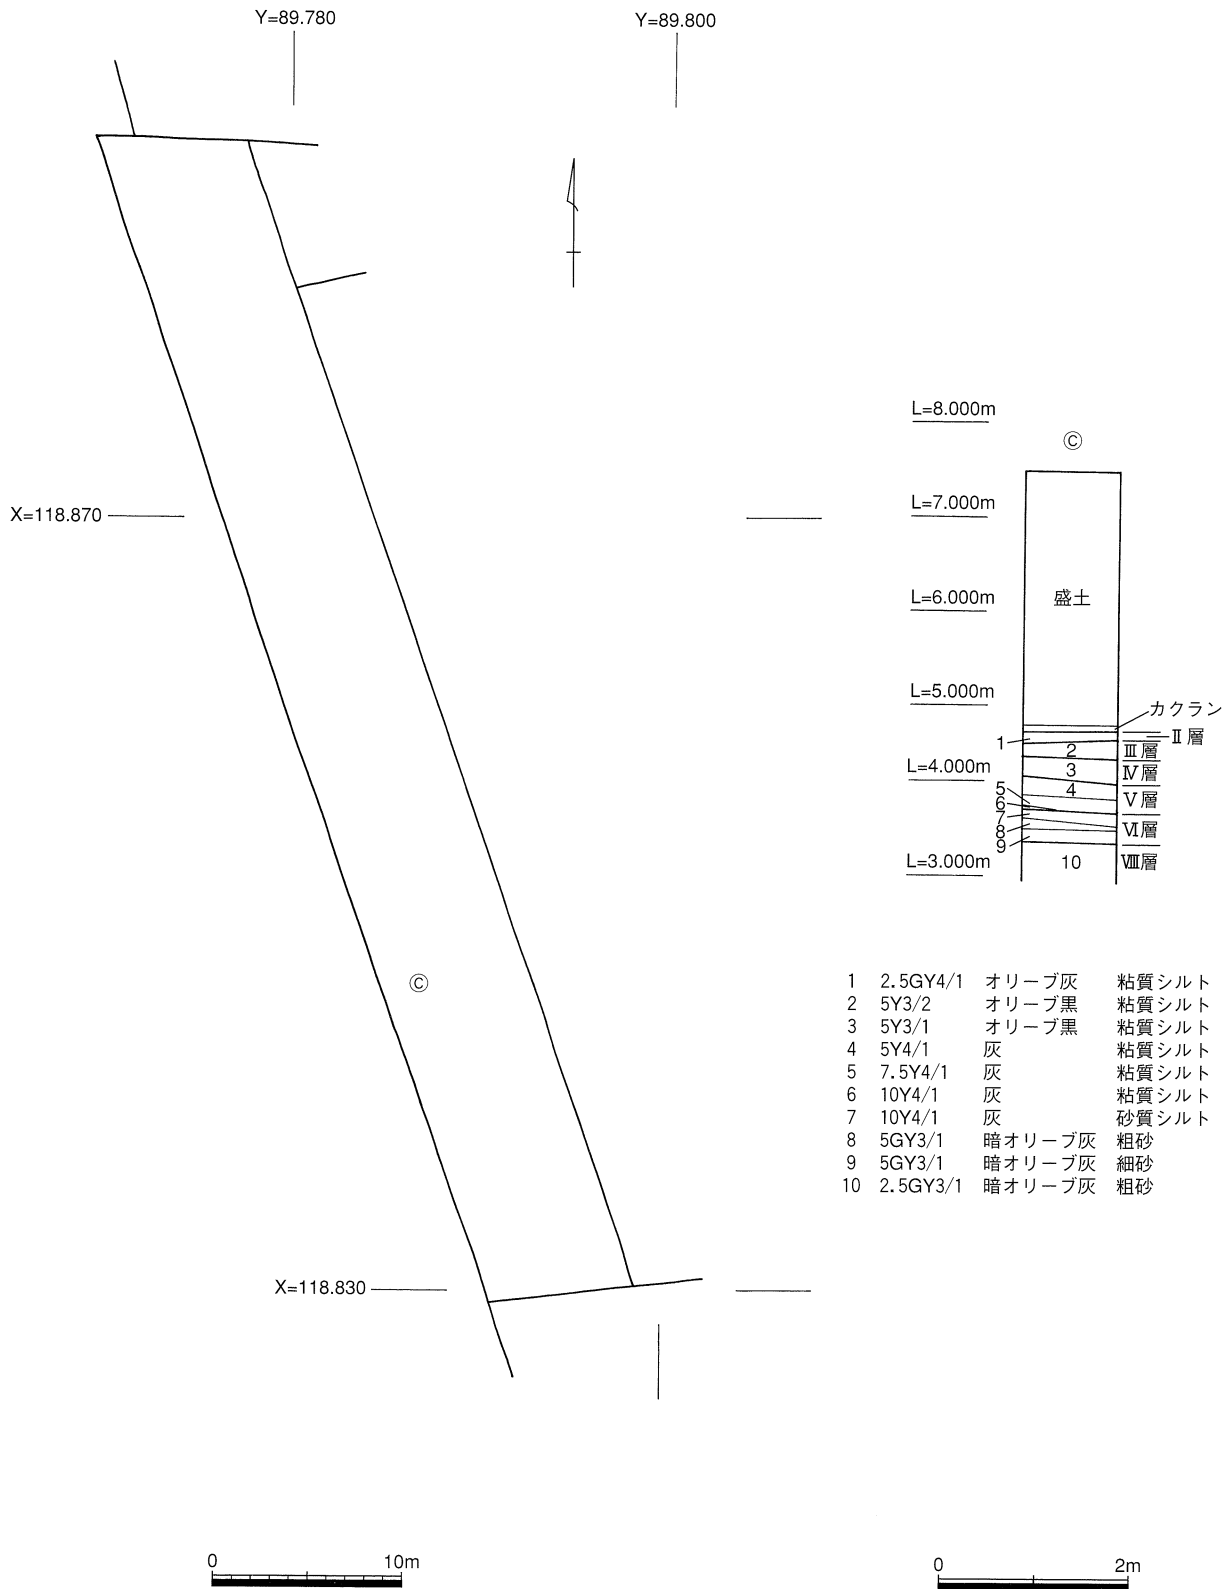 Y=89.780
Y=89.800
X=118.870
X=118.830
Ⓒ
0 10m
L=8.000m
Ⓒ
L=7.000m
L=6.000m
盛土
L=5.000m
カクラン
Ⅱ層
1
2
Ⅲ層
L=4.000m
3
Ⅳ層
4
5
Ⅴ層
6
7
8
Ⅵ層
9
L=3.000m
10
Ⅷ層
1 2.5GY4/1 オリーブ灰 粘質シルト
2 5Y3/2 オリーブ黒 粘質シルト
3 5Y3/1 オリーブ黒 粘質シルト
4 5Y4/1 灰 粘質シルト
5 7.5Y4/1 灰 粘質シルト
6 10Y4/1 灰 粘質シルト
7 10Y4/1 灰 砂質シルト
8 5GY3/1 暗オリーブ灰 粗砂
9 5GY3/1 暗オリーブ灰 細砂
10 2.5GY3/1 暗オリーブ灰 粗砂
0 2m